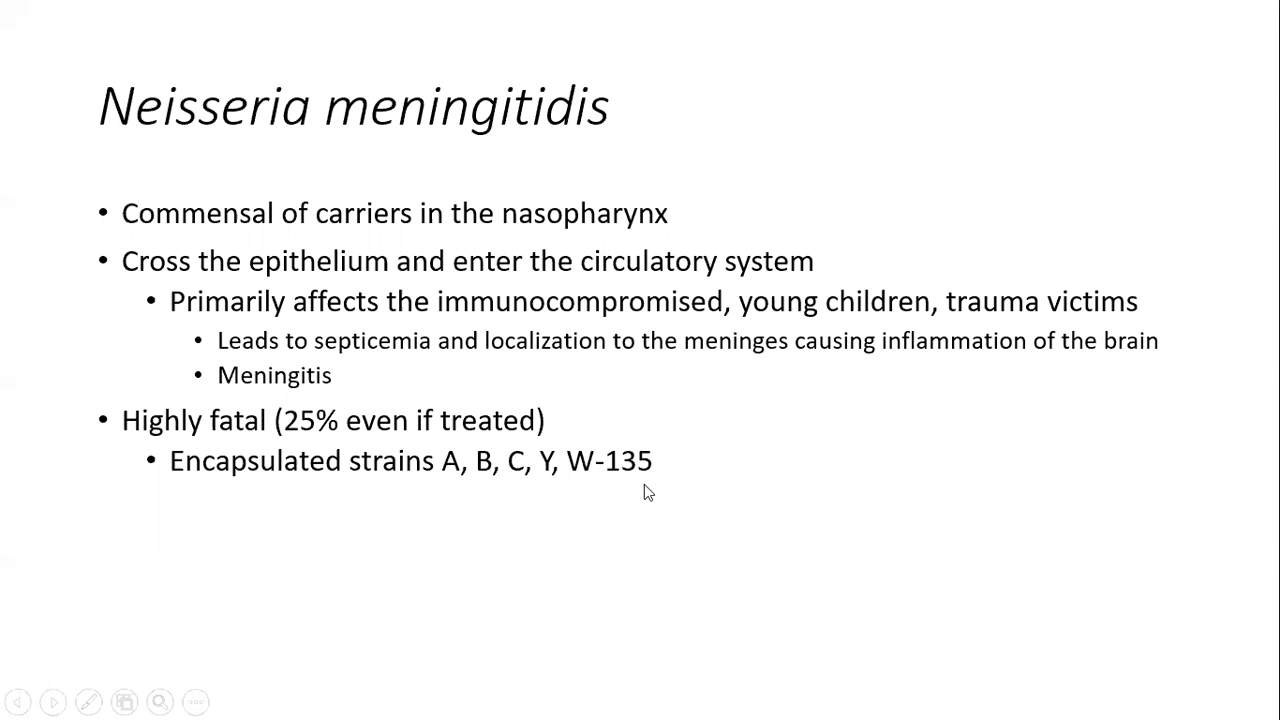 Neisseria meningitidis
• Commensal of carriers in the nasopharynx
• Cross the epithelium and enter the circulatory system
• Primarily affects the immunocompromised, young children, trauma victims
• Leads to septicemia and localization to the meninges causing inflammation of the brain
• Meningitis
• Highly fatal (25% even if treated)
• Encapsulated strains A, B, C, Y, W-135